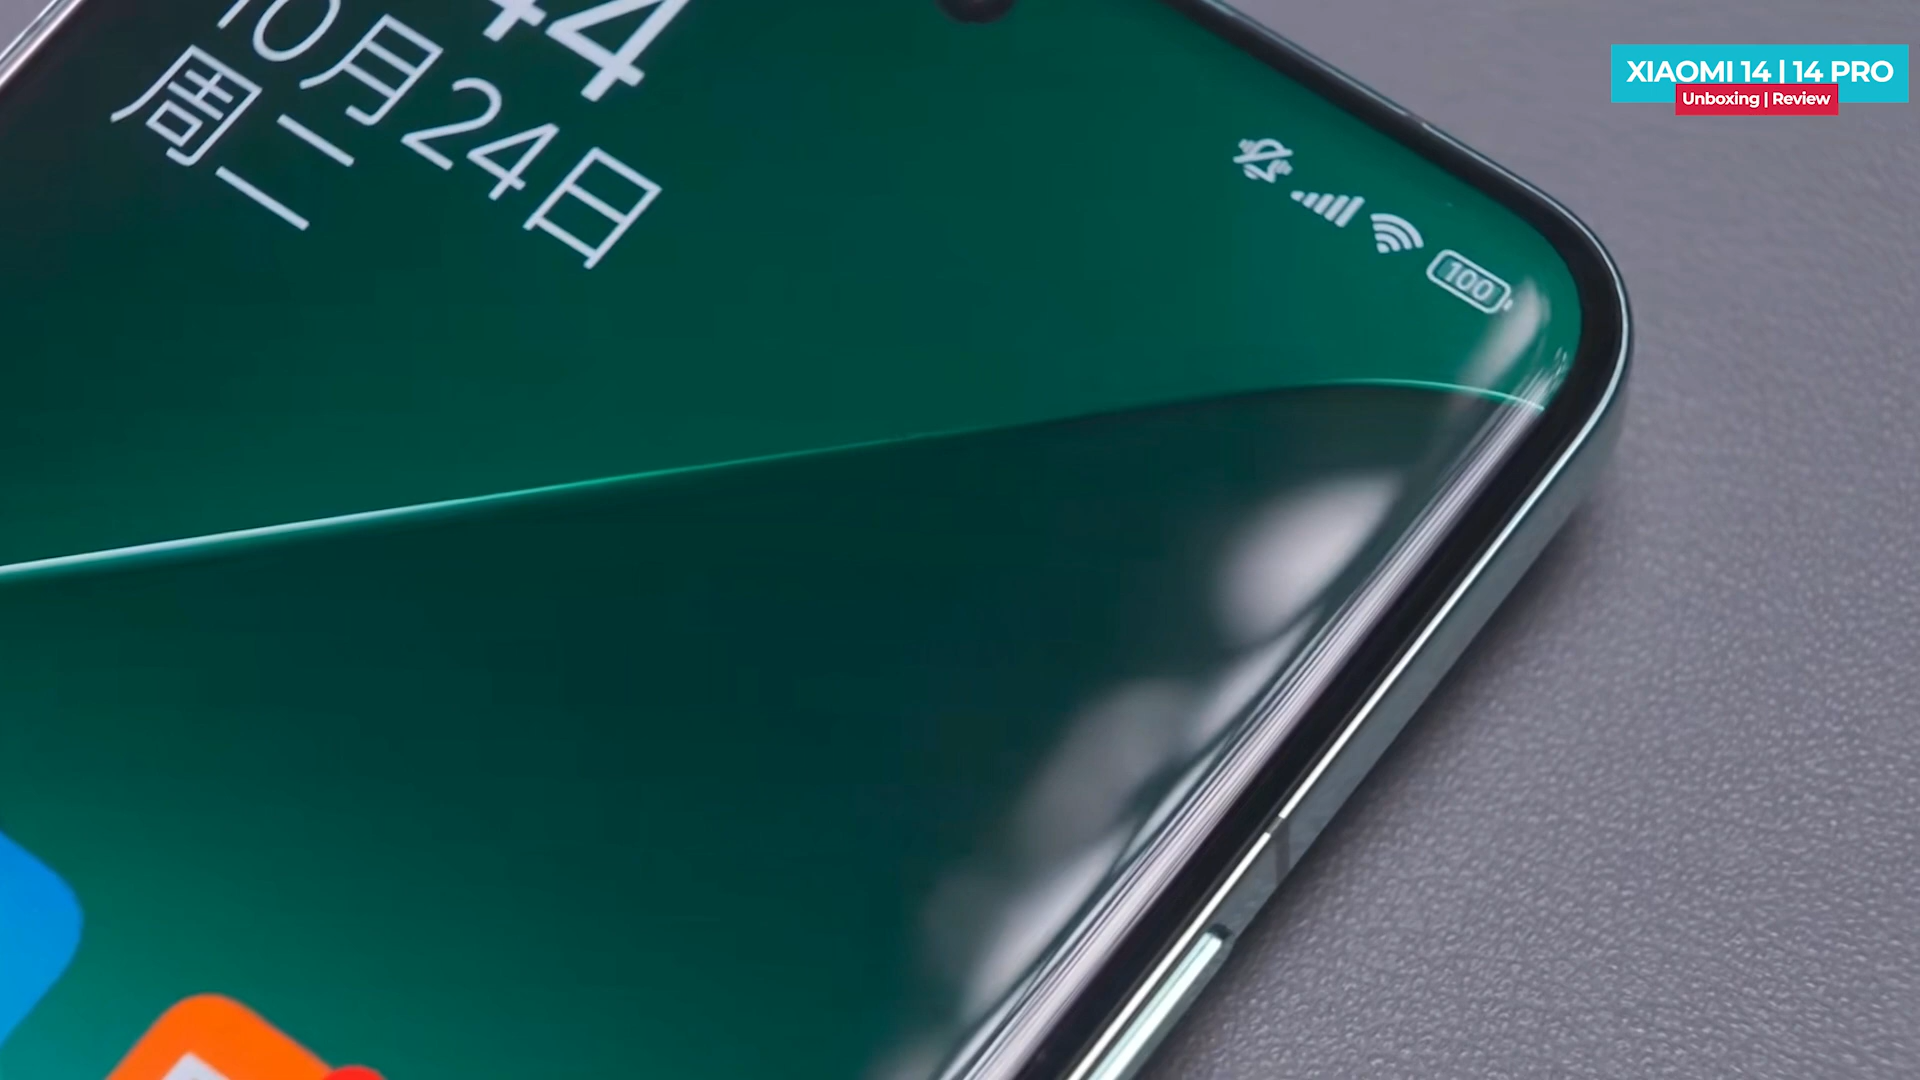 10月24日
周二
100
XIAOMI 14 | 14 PRO
Unboxing | Review